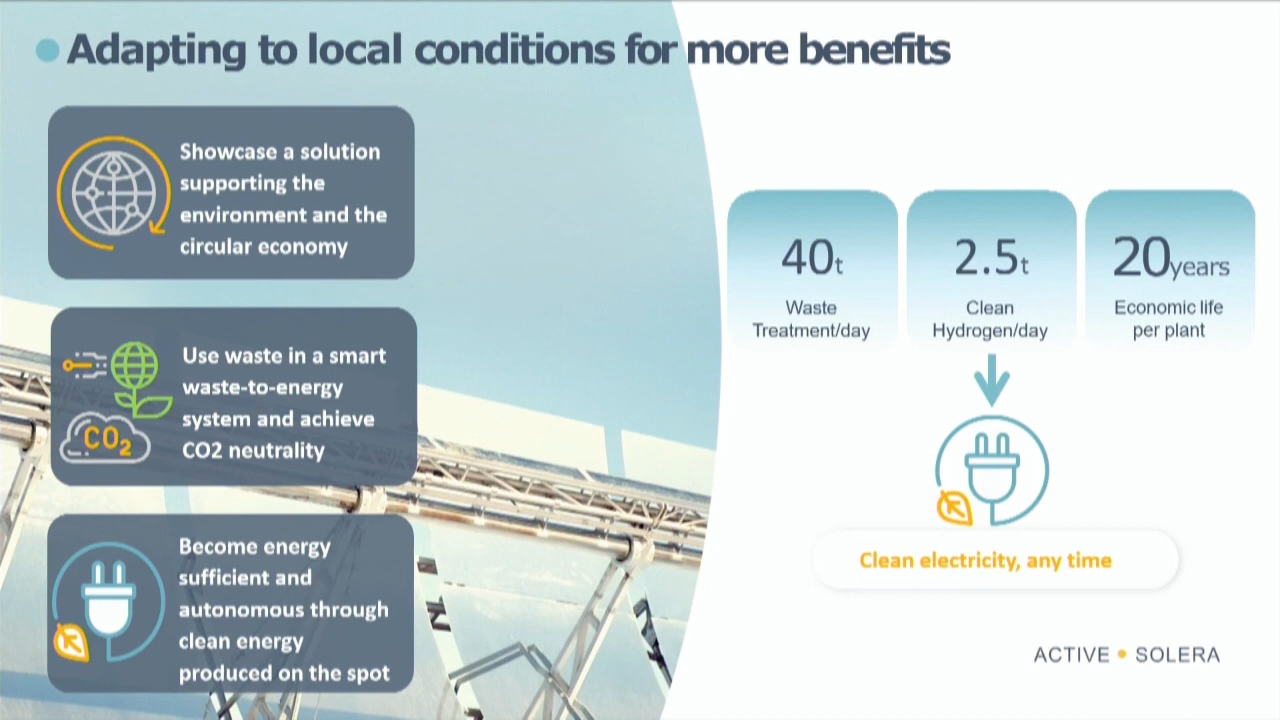 Adapting to local conditions for more benefits
Showcase a solution
supporting the
environment and the
circular economy
CO2
Use waste in a smart
waste-to-energy
system and achieve
CO2 neutrality
Become energy
sufficient and
autonomous through
clean energy
produced on the spot
40t
Waste
Treatment/day
2.5t
Clean
Hydrogen/day
20years
Economic life
per plant
Clean electricity, any time
ACTIVE • SOLERA